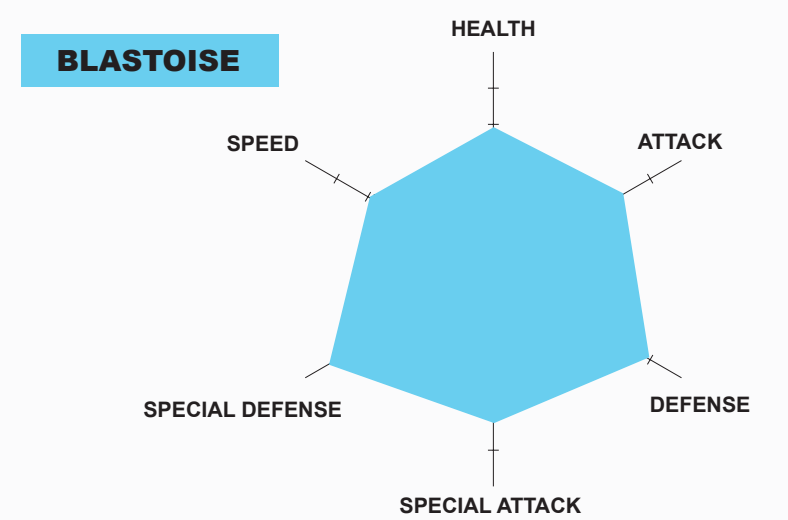 BLASTOISE
HEALTH
SPEED
ATTACK
SPECIAL DEFENSE
DEFENSE
SPECIAL ATTACK